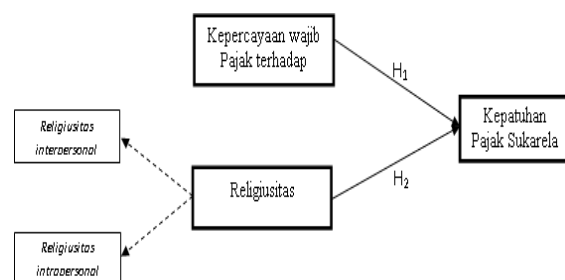 Kepercayaan wajib
Pajak terhadap
H1
Kepatuhan
Pajak Sukarela
Religiusitas
interpersonal
Religiusitas
H2
Religiusitas
intrapersonal